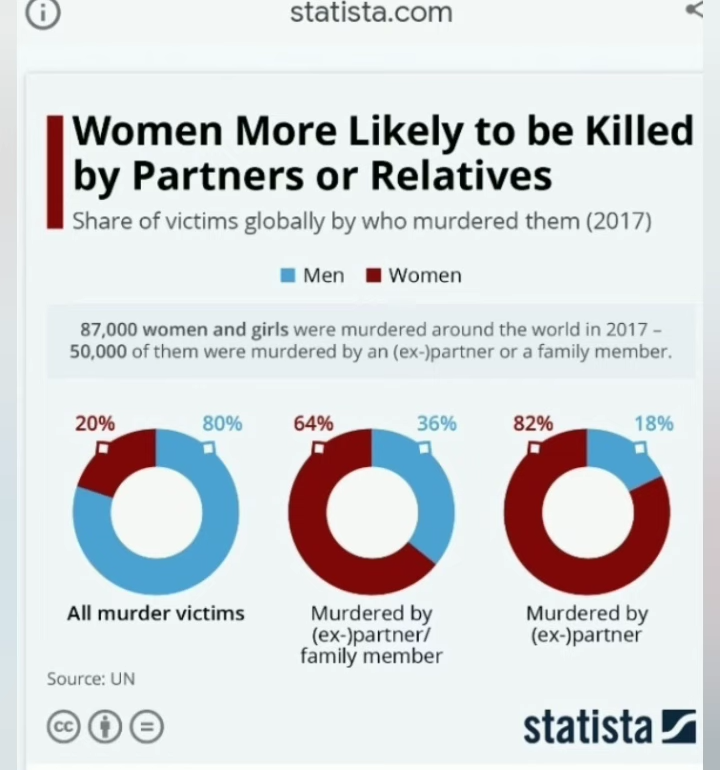 statista.com
Women More Likely to be Killed
by Partners or Relatives
Share of victims globally by who murdered them (2017)
Men Women
87,000 women and girls were murdered around the world in 2017 –
50,000 of them were murdered by an (ex-)partner or a family member.
20% 80% 64% 36% 82% 18%
All murder victims
Murdered by
(ex-)partner/
family member
Murdered by
(ex-)partner
Source: UN
cc
statista